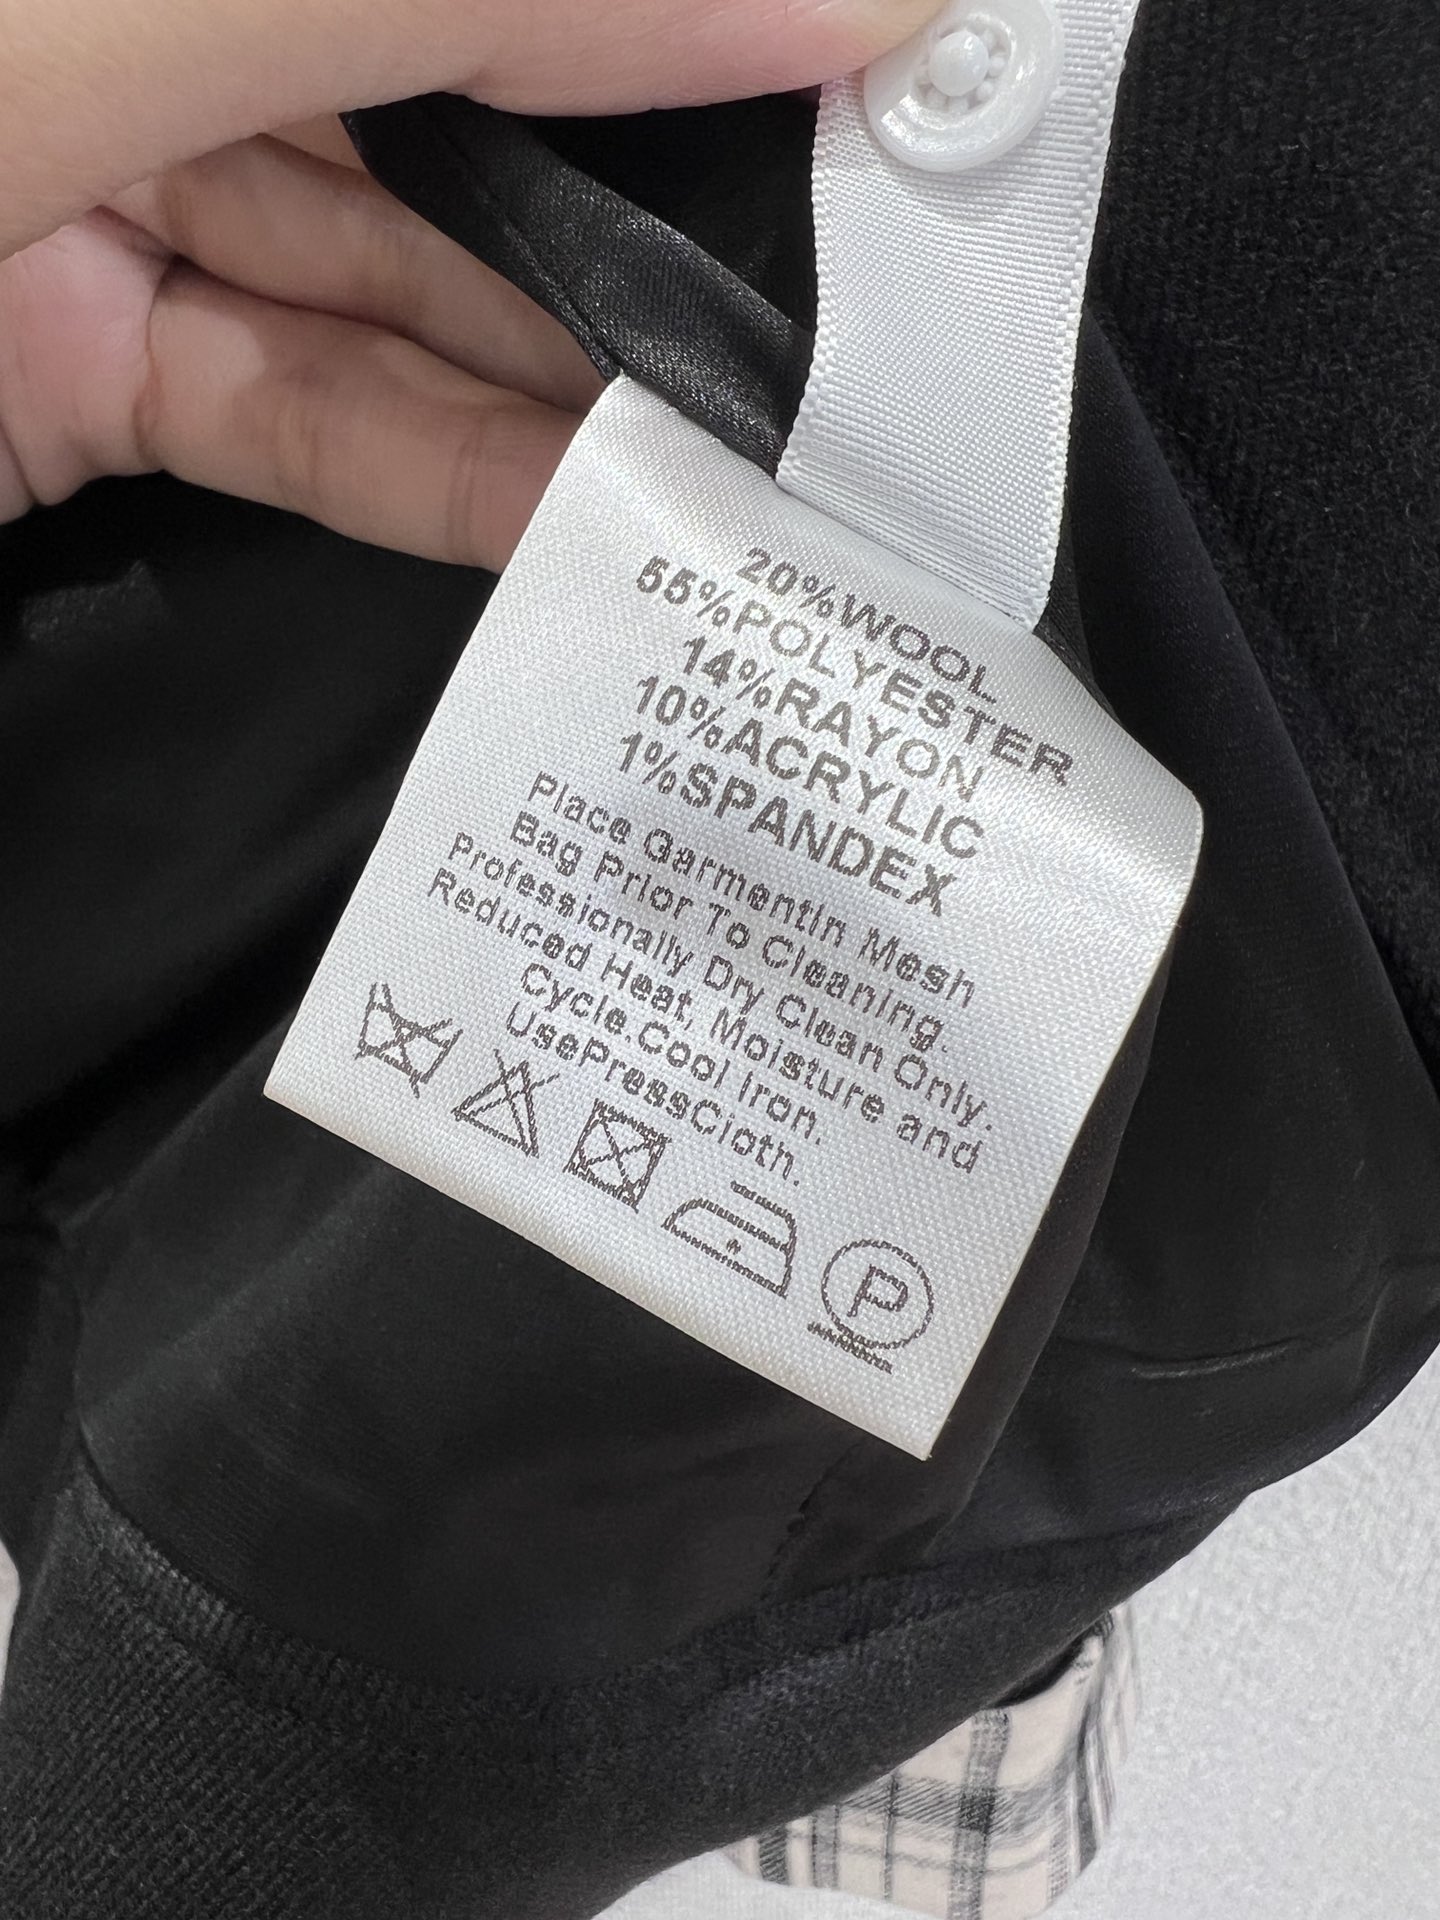 20%WOOL
55%POLYESTER
14%RAYON
10%ACRYLIC
1%SPANDEX
Place Garmentin Mesh
Bag Prior To Cleaning.
Professionally Dry Clean Only.
Reduced Heat, Moisture and
Cycle.Cool Iron.
UsePressCloth.
P